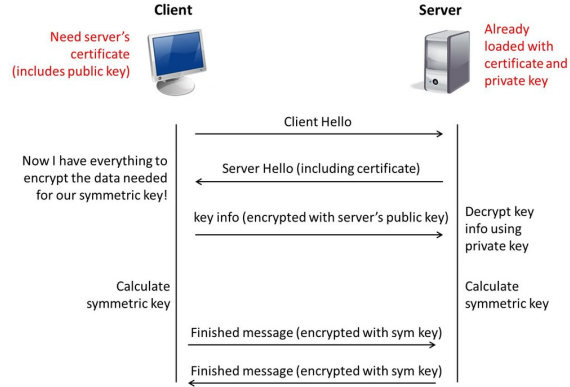 Client
Server
Need server's
certificate
(includes public key)
Already
loaded with
certificate and
private key
Client Hello
Now I have everything to
encrypt the data needed
for our symmetric key!
Server Hello (including certificate)
key info (encrypted with server's public key)
Decrypt key
info using
private key
Calculate
symmetric key
Calculate
symmetric key
Finished message (encrypted with sym key)
Finished message (encrypted with sym key)